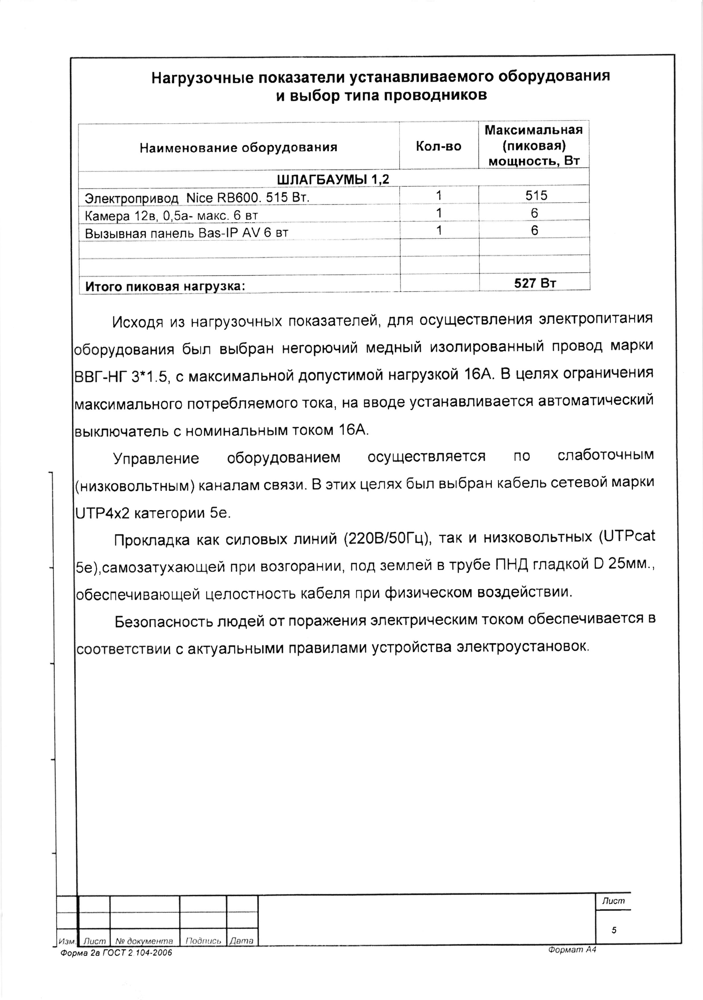 Нагрузочные показатели устанавливаемого оборудования
и выбор типа проводников
Наименование оборудования Кол-во Максимальная (пиковая) мощность, Вт
ШЛАГБАУМЫ 1,2
Электропривод Nice RB600. 515 Вт. 1 515
Камера 12в, 0,5а- макс. 6 вт 1 6
Вызывная панель Bas-IP AV 6 вт 1 6
Итого пиковая нагрузка: 527 Вт
Исходя из нагрузочных показателей, для осуществления электропитания
оборудования был выбран негорючий медный изолированный провод марки
ВВГ-НГ 3*1.5, с максимальной допустимой нагрузкой 16А. В целях ограничения
максимального потребляемого тока, на вводе устанавливается автоматический
выключатель с номинальным током 16А.
Управление оборудованием осуществляется по слаботочным
(низковольтным) каналам связи. В этих целях был выбран кабель сетевой марки
UTP4x2 категории 5е.
Прокладка как силовых линий (220В/50Гц), так и низковольтных (UTPcat
5e),самозатухающей при возгорании, под землей в трубе ПНД гладкой D 25мм.,
обеспечивающей целостность кабеля при физическом воздействии.
Безопасность людей от поражения электрическим током обеспечивается в
соответствии с актуальными правилами устройства электроустановок.
Лист
5
Изм. Лист № документа Подпись Дата
Форма 2а ГОСТ 2 104-2006 Формат А4